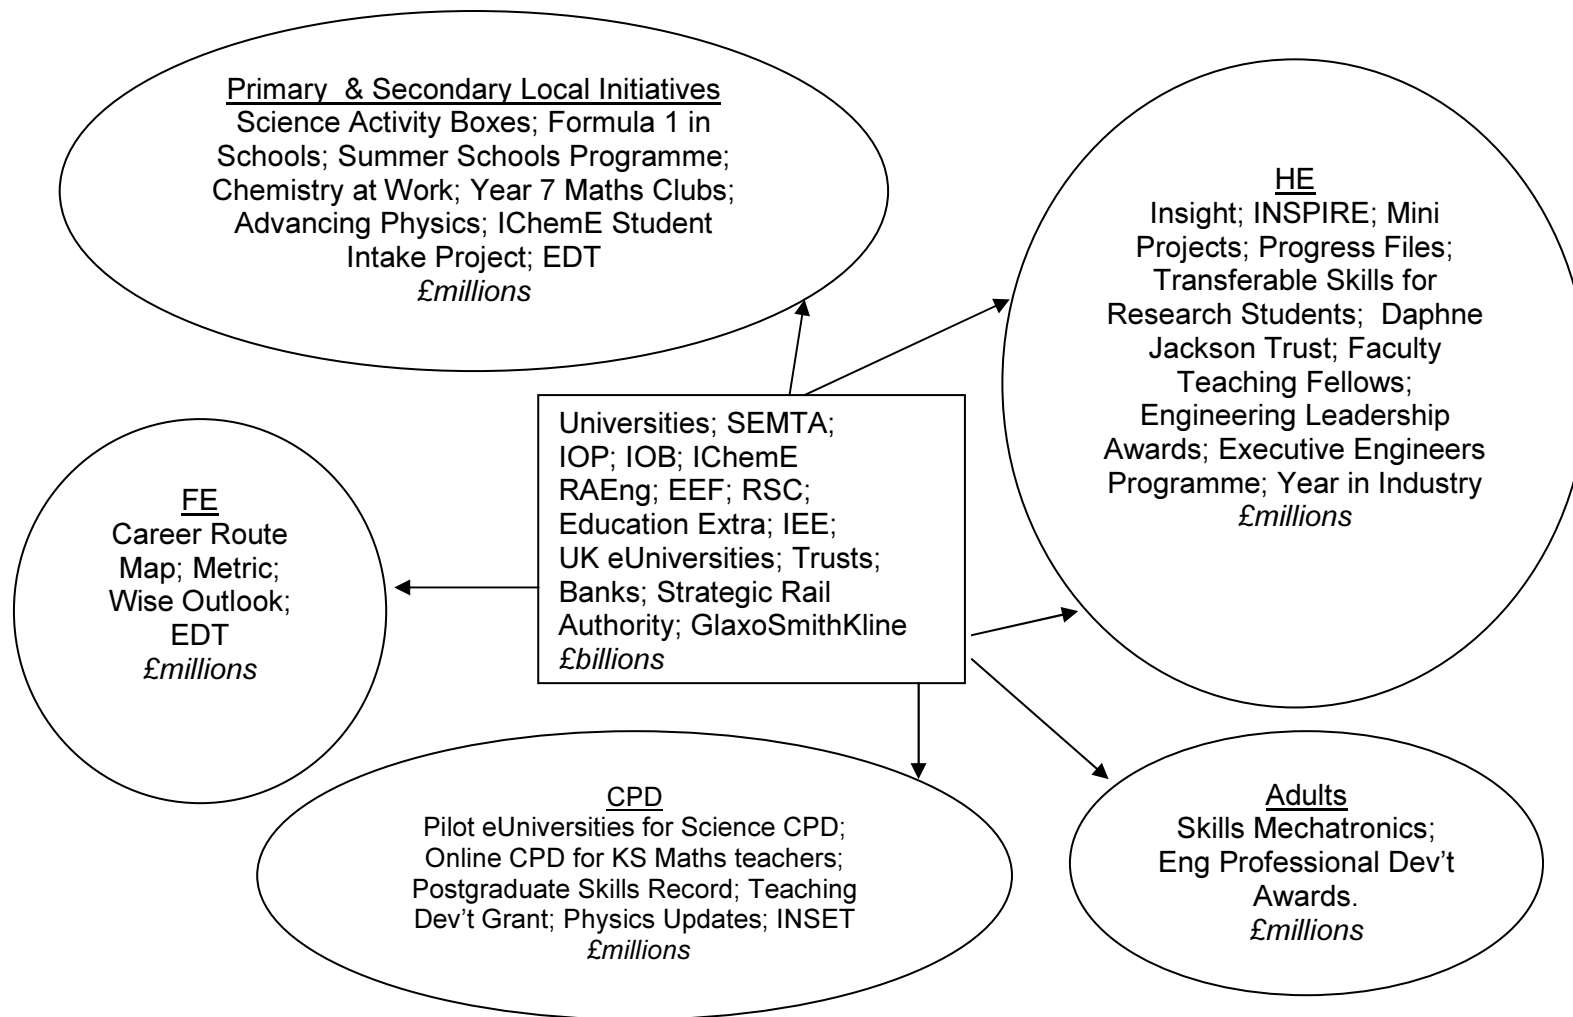 Primary & Secondary Local Initiatives
Science Activity Boxes; Formula 1 in
Schools; Summer Schools Programme;
Chemistry at Work; Year 7 Maths Clubs;
Advancing Physics; IChemE Student
Intake Project; EDT
£millions
HE
Insight; INSPIRE; Mini
Projects; Progress Files;
Transferable Skills for
Research Students; Daphne
Jackson Trust; Faculty
Teaching Fellows;
Engineering Leadership
Awards; Executive Engineers
Programme; Year in Industry
£millions
Universities; SEMTA;
IOP; IOB; IChemE
RAEng; EEF; RSC;
Education Extra; IEE;
UK eUniversities; Trusts;
Banks; Strategic Rail
Authority; GlaxoSmithKline
£billions
FE
Career Route
Map; Metric;
Wise Outlook;
EDT
£millions
CPD
Pilot eUniversities for Science CPD;
Online CPD for KS Maths teachers;
Postgraduate Skills Record; Teaching
Dev’t Grant; Physics Updates; INSET
£millions
Adults
Skills Mechatronics;
Eng Professional Dev’t
Awards.
£millions